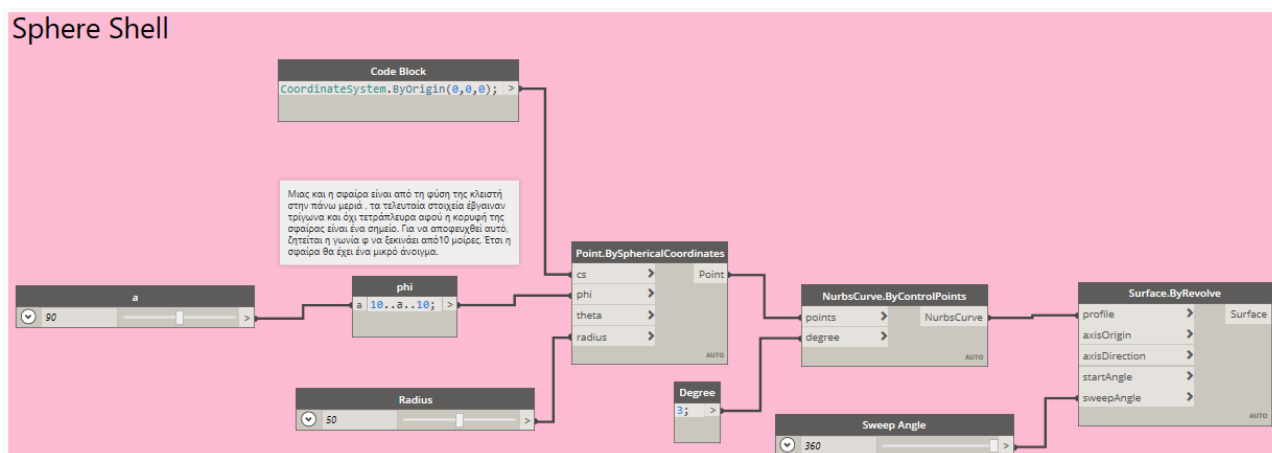 Sphere Shell
Code Block
CoordinateSystem.ByOrigin(0,0,0); >
Μιας και η σφαίρα είναι από τη φύση της κλειστή
στην πάνω μεριά , τα τελευταία στοιχεία έβγαιναν
τρίγωνα και όχι τετράπλευρα αφού η κορυφή της
σφαίρας είναι ένα σημείο. Για να αποφευχθεί αυτό,
ζητείται η γωνία φ να ξεκινάει από10 μοίρες. Έτσι η
σφαίρα θα έχει ένα μικρό άνοιγμα.
a
90 >
phi
a 10..a..10; >
Radius
50 >
Point.BySphericalCoordinates
cs > Point
phi >
theta >
radius >
AUTO
Degree
3; >
NurbsCurve.ByControlPoints
points > NurbsCurve
degree >
AUTO
Sweep Angle
360 >
Surface.ByRevolve
profile > Surface
axisOrigin >
axisDirection >
startAngle >
sweepAngle >
AUTO